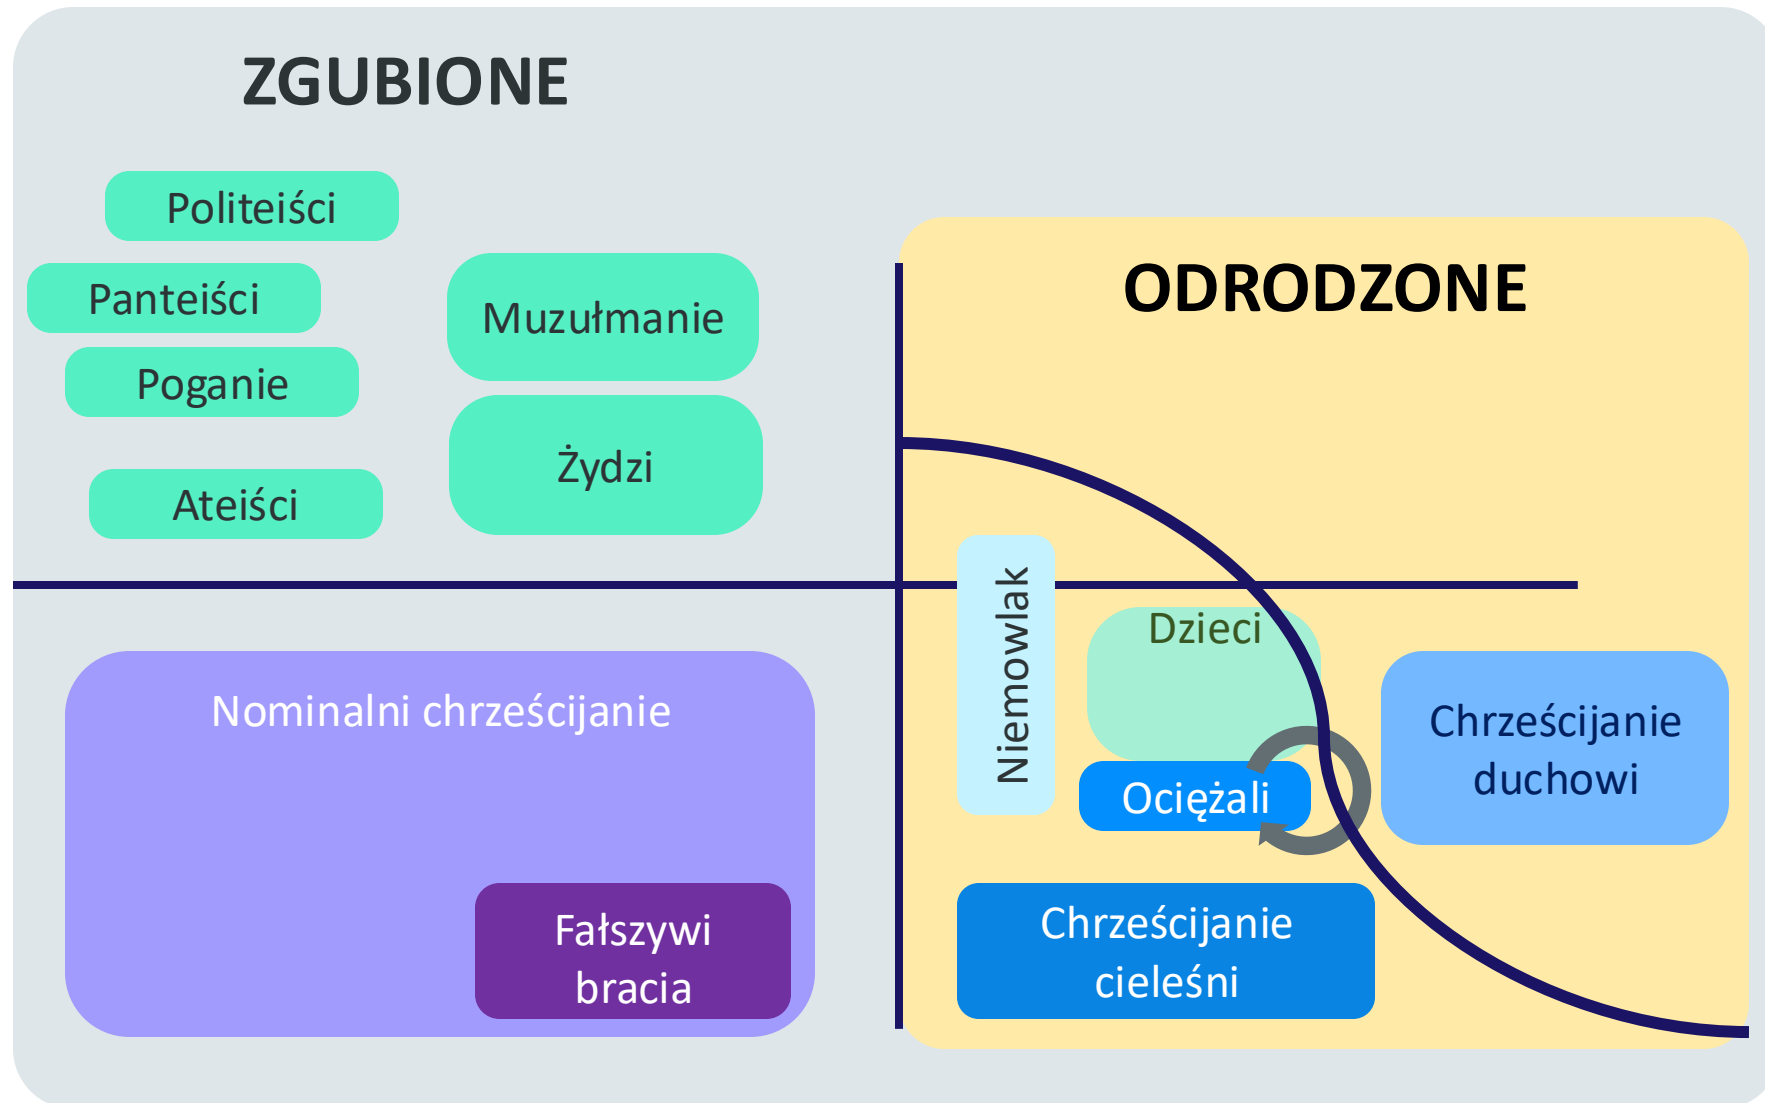 ZGUBIONE
Politeiści
Panteiści
Poganie
Ateiści
Muzułmanie
Żydzi
Nominalni chrześcijanie
Fałszywi
bracia
ODRODZONE
Niemowlak
Dzieci
Ociężali
Chrześcijanie
duchowi
Chrześcijanie
cieleśni